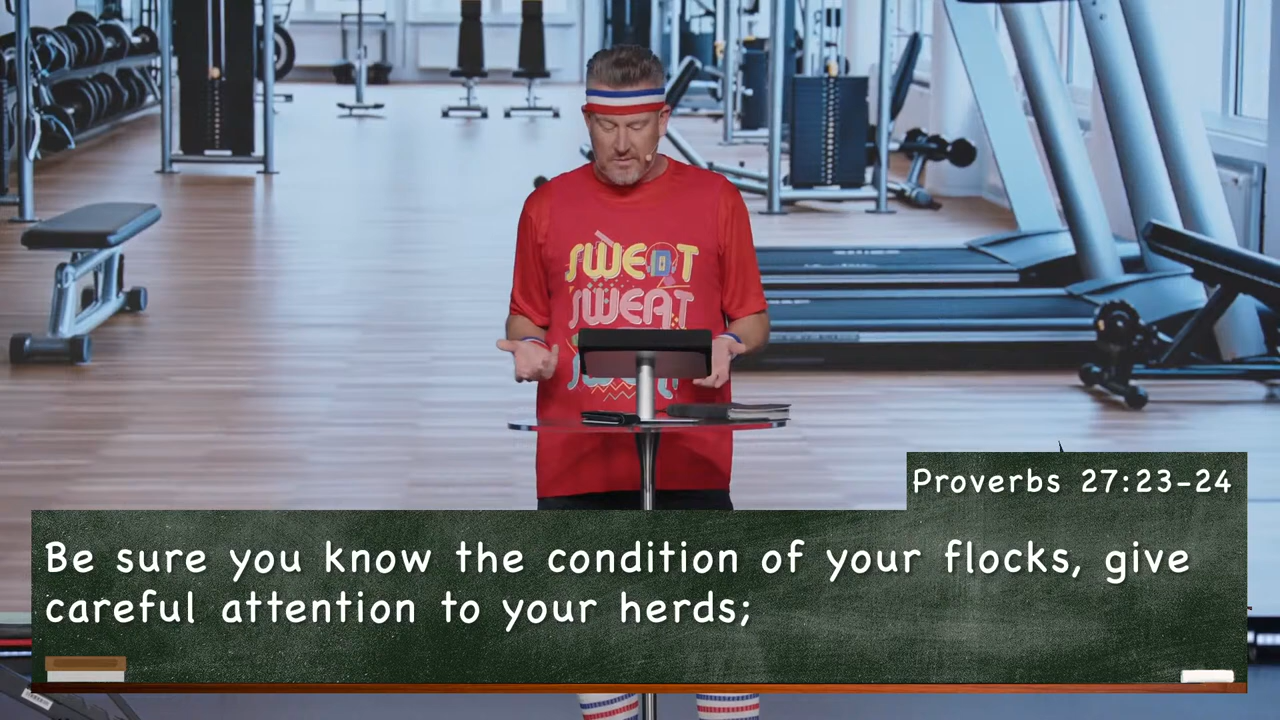 SWEAT
SWEAT
Proverbs 27:23-24
Be sure you know the condition of your flocks, give
careful attention to your herds;